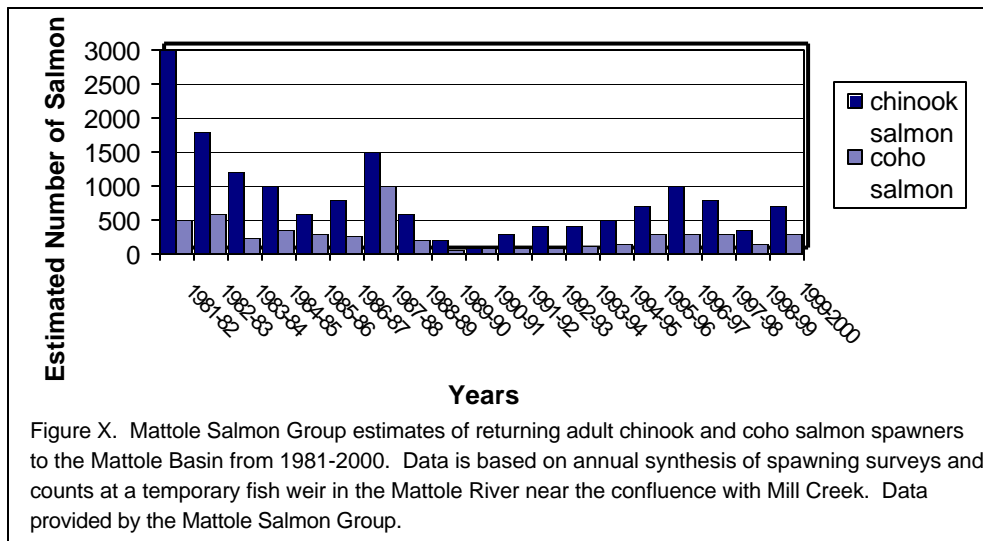 Estimated Number of Salmon
3000
2500
2000
1500
1000
500
0
1981-82
1982-83
1983-84
1984-85
1985-86
1986-87
1987-88
1988-89
1989-90
1990-91
1991-92
1992-93
1993-94
1994-95
1995-96
1996-97
1997-98
1998-99
1999-2000
Years
chinook
salmon
coho
salmon
Figure X. Mattole Salmon Group estimates of returning adult chinook and coho salmon spawners
to the Mattole Basin from 1981-2000. Data is based on annual synthesis of spawning surveys and
counts at a temporary fish weir in the Mattole River near the confluence with Mill Creek. Data
provided by the Mattole Salmon Group.